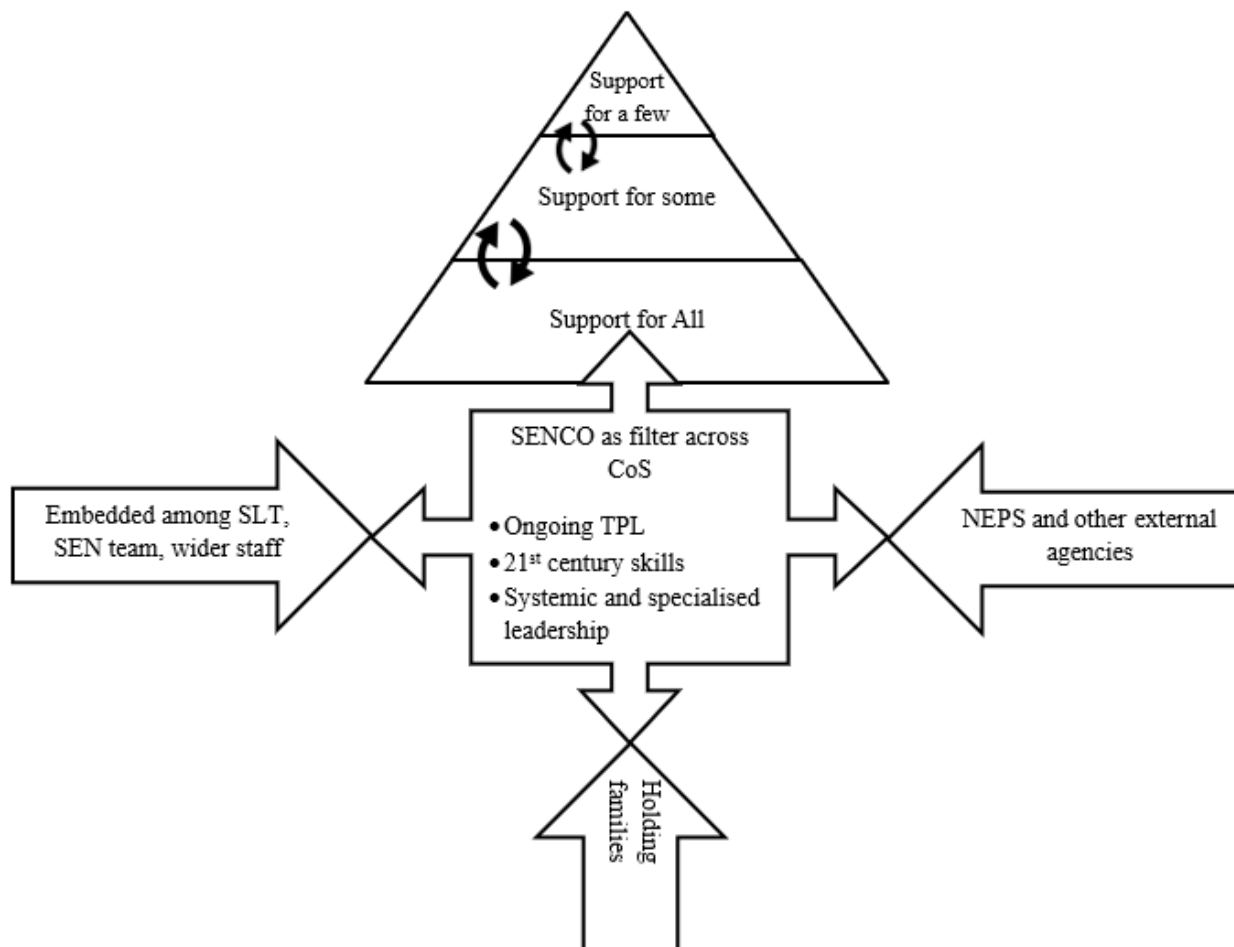 Support
for a few
Support for some
Support for All
SENCO as filter across
CoS
Embedded among SLT,
SEN team, wider staff
• Ongoing TPL
• 21st century skills
• Systemic and specialised
leadership
NEPS and other external
agencies
Holding
families